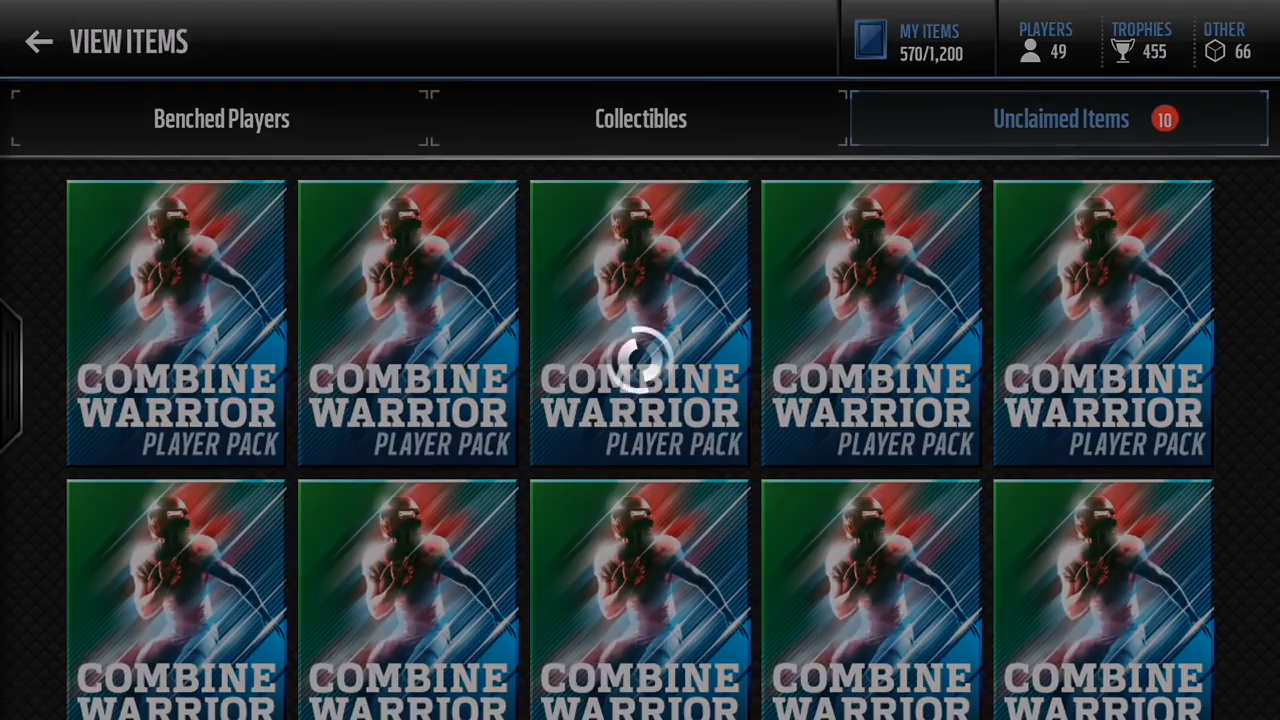 VIEW ITEMS
MY ITEMS
570/1,200
PLAYERS
49
TROPHIES
455
OTHER
66
Benched Players
Collectibles
Unclaimed Items 10
COMBINE
WARRIOR
PLAYER PACK
COMBINE
WARRIOR
PLAYER PACK
COMBINE
WARRIOR
PLAYER PACK
COMBINE
WARRIOR
PLAYER PACK
COMBINE
WARRIOR
PLAYER PACK
COMBINE
WARRIOR
COMBINE
WARRIOR
COMBINE
WARRIOR
COMBINE
WARRIOR
COMBINE
WARRIOR